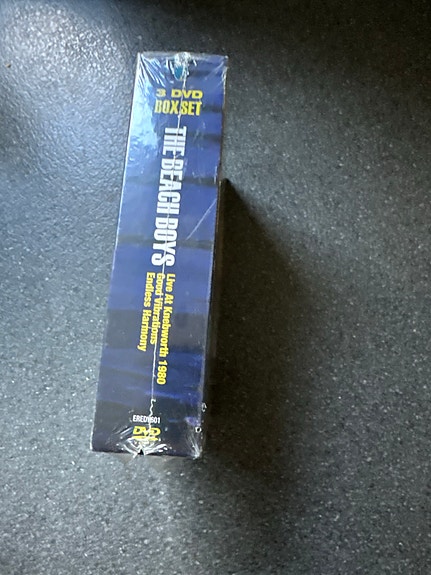 3 DVD
BOXSET
THE BEACH BOYS
Live At Knebworth 1980
Good Vibrations
Endless Harmony
DVD